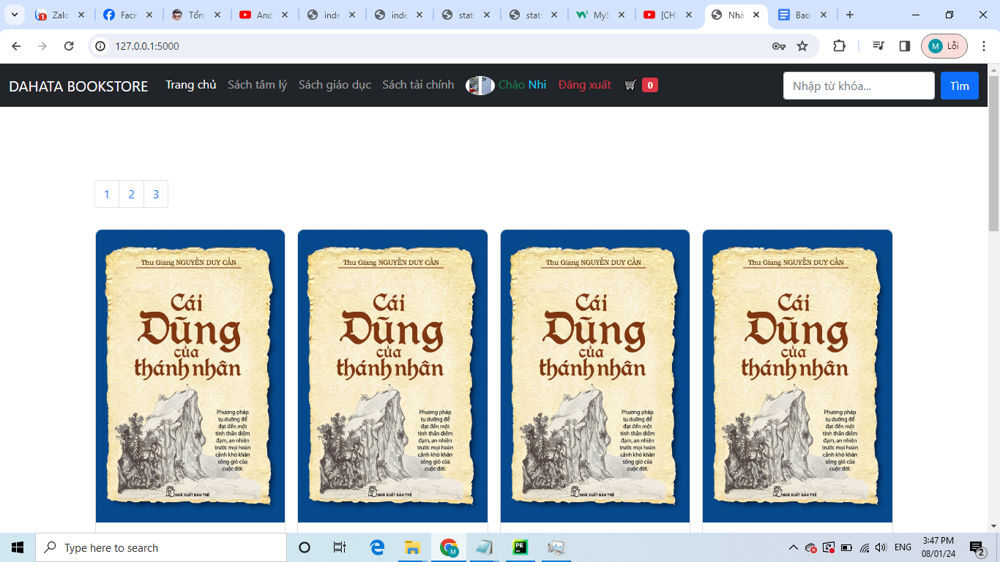 Zalo
Face
Tổn
And
inde
inde
stat
stat
MyS
[CH
Nhà
Bao
127.0.0.1:5000
M Lỗi
DAHATA BOOKSTORE Trang chủ Sách tâm lý Sách giáo dục Sách tài chính Chào Nhi Đăng xuất 0 Nhập từ khóa... Tìm
1 2 3
Thu Giang NGUYỄN DUY CẦN
Cái
Dũng
của
thánh nhân
Phương pháp
tu dưỡng để
đạt đến một
tinh thần điềm
đạm, an nhiên
trước mọi hoàn
cảnh khó khăn
sóng gió của
cuộc đời.
NHÀ XUẤT BẢN TRẺ
Thu Giang NGUYỄN DUY CẦN
Cái
Dũng
của
thánh nhân
Phương pháp
tu dưỡng để
đạt đến một
tinh thần điềm
đạm, an nhiên
trước mọi hoàn
cảnh khó khăn
sóng gió của
cuộc đời.
NHÀ XUẤT BẢN TRẺ
Thu Giang NGUYỄN DUY CẦN
Cái
Dũng
của
thánh nhân
Phương pháp
tu dưỡng để
đạt đến một
tinh thần điềm
đạm, an nhiên
trước mọi hoàn
cảnh khó khăn
sóng gió của
cuộc đời.
NHÀ XUẤT BẢN TRẺ
Thu Giang NGUYỄN DUY CẦN
Cái
Dũng
của
thánh nhân
Phương pháp
tu dưỡng để
đạt đến một
tinh thần điềm
đạm, an nhiên
trước mọi hoàn
cảnh khó khăn
sóng gió của
cuộc đời.
NHÀ XUẤT BẢN TRẺ
Type here to search
ENG
3:47 PM
08/01/24
2